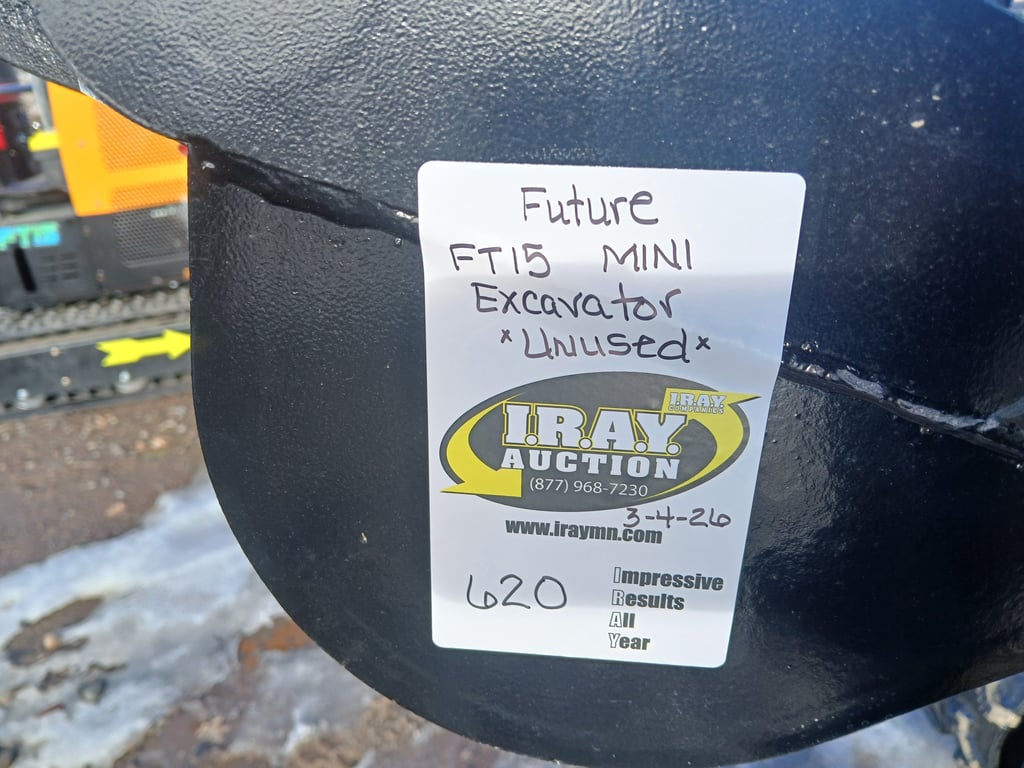 Future
FT15 MINI
Excavator
*Unused*
I.R.A.Y.
COMPANIES
I.R.A.Y.
AUCTION
(877) 968-7230
3-4-26
www.iraymn.com
620
Impressive
Results
All
Year